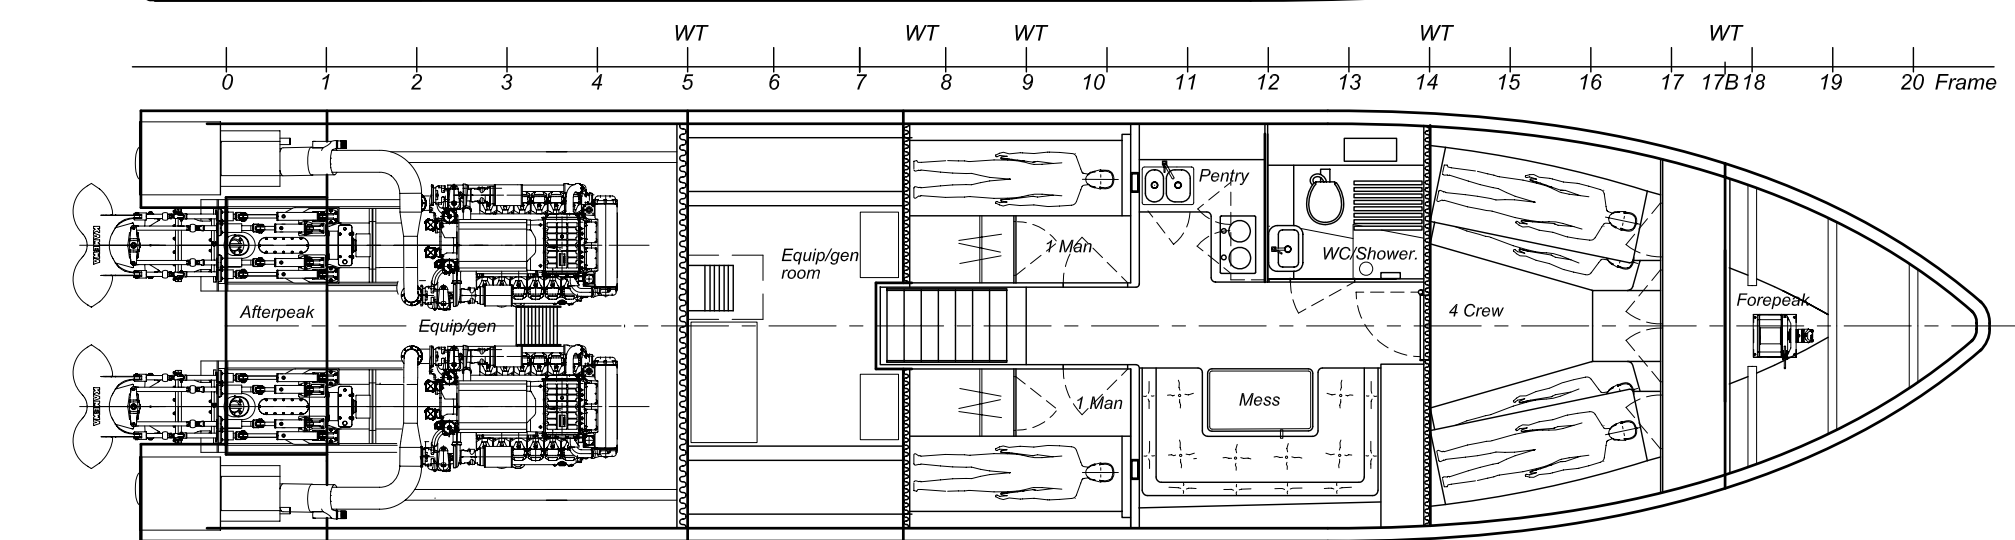 WT WT WT WT WT
0 1 2 3 4 5 6 7 8 9 10 11 12 13 14 15 16 17 17B 18 19 20 Frame
Pentry
Equip/gen
room
1 Man
WC/Shower.
Afterpeak
Equip/gen
4 Crew
Forepeak
KAMEWA
KAMEWA
1 Man
Mess